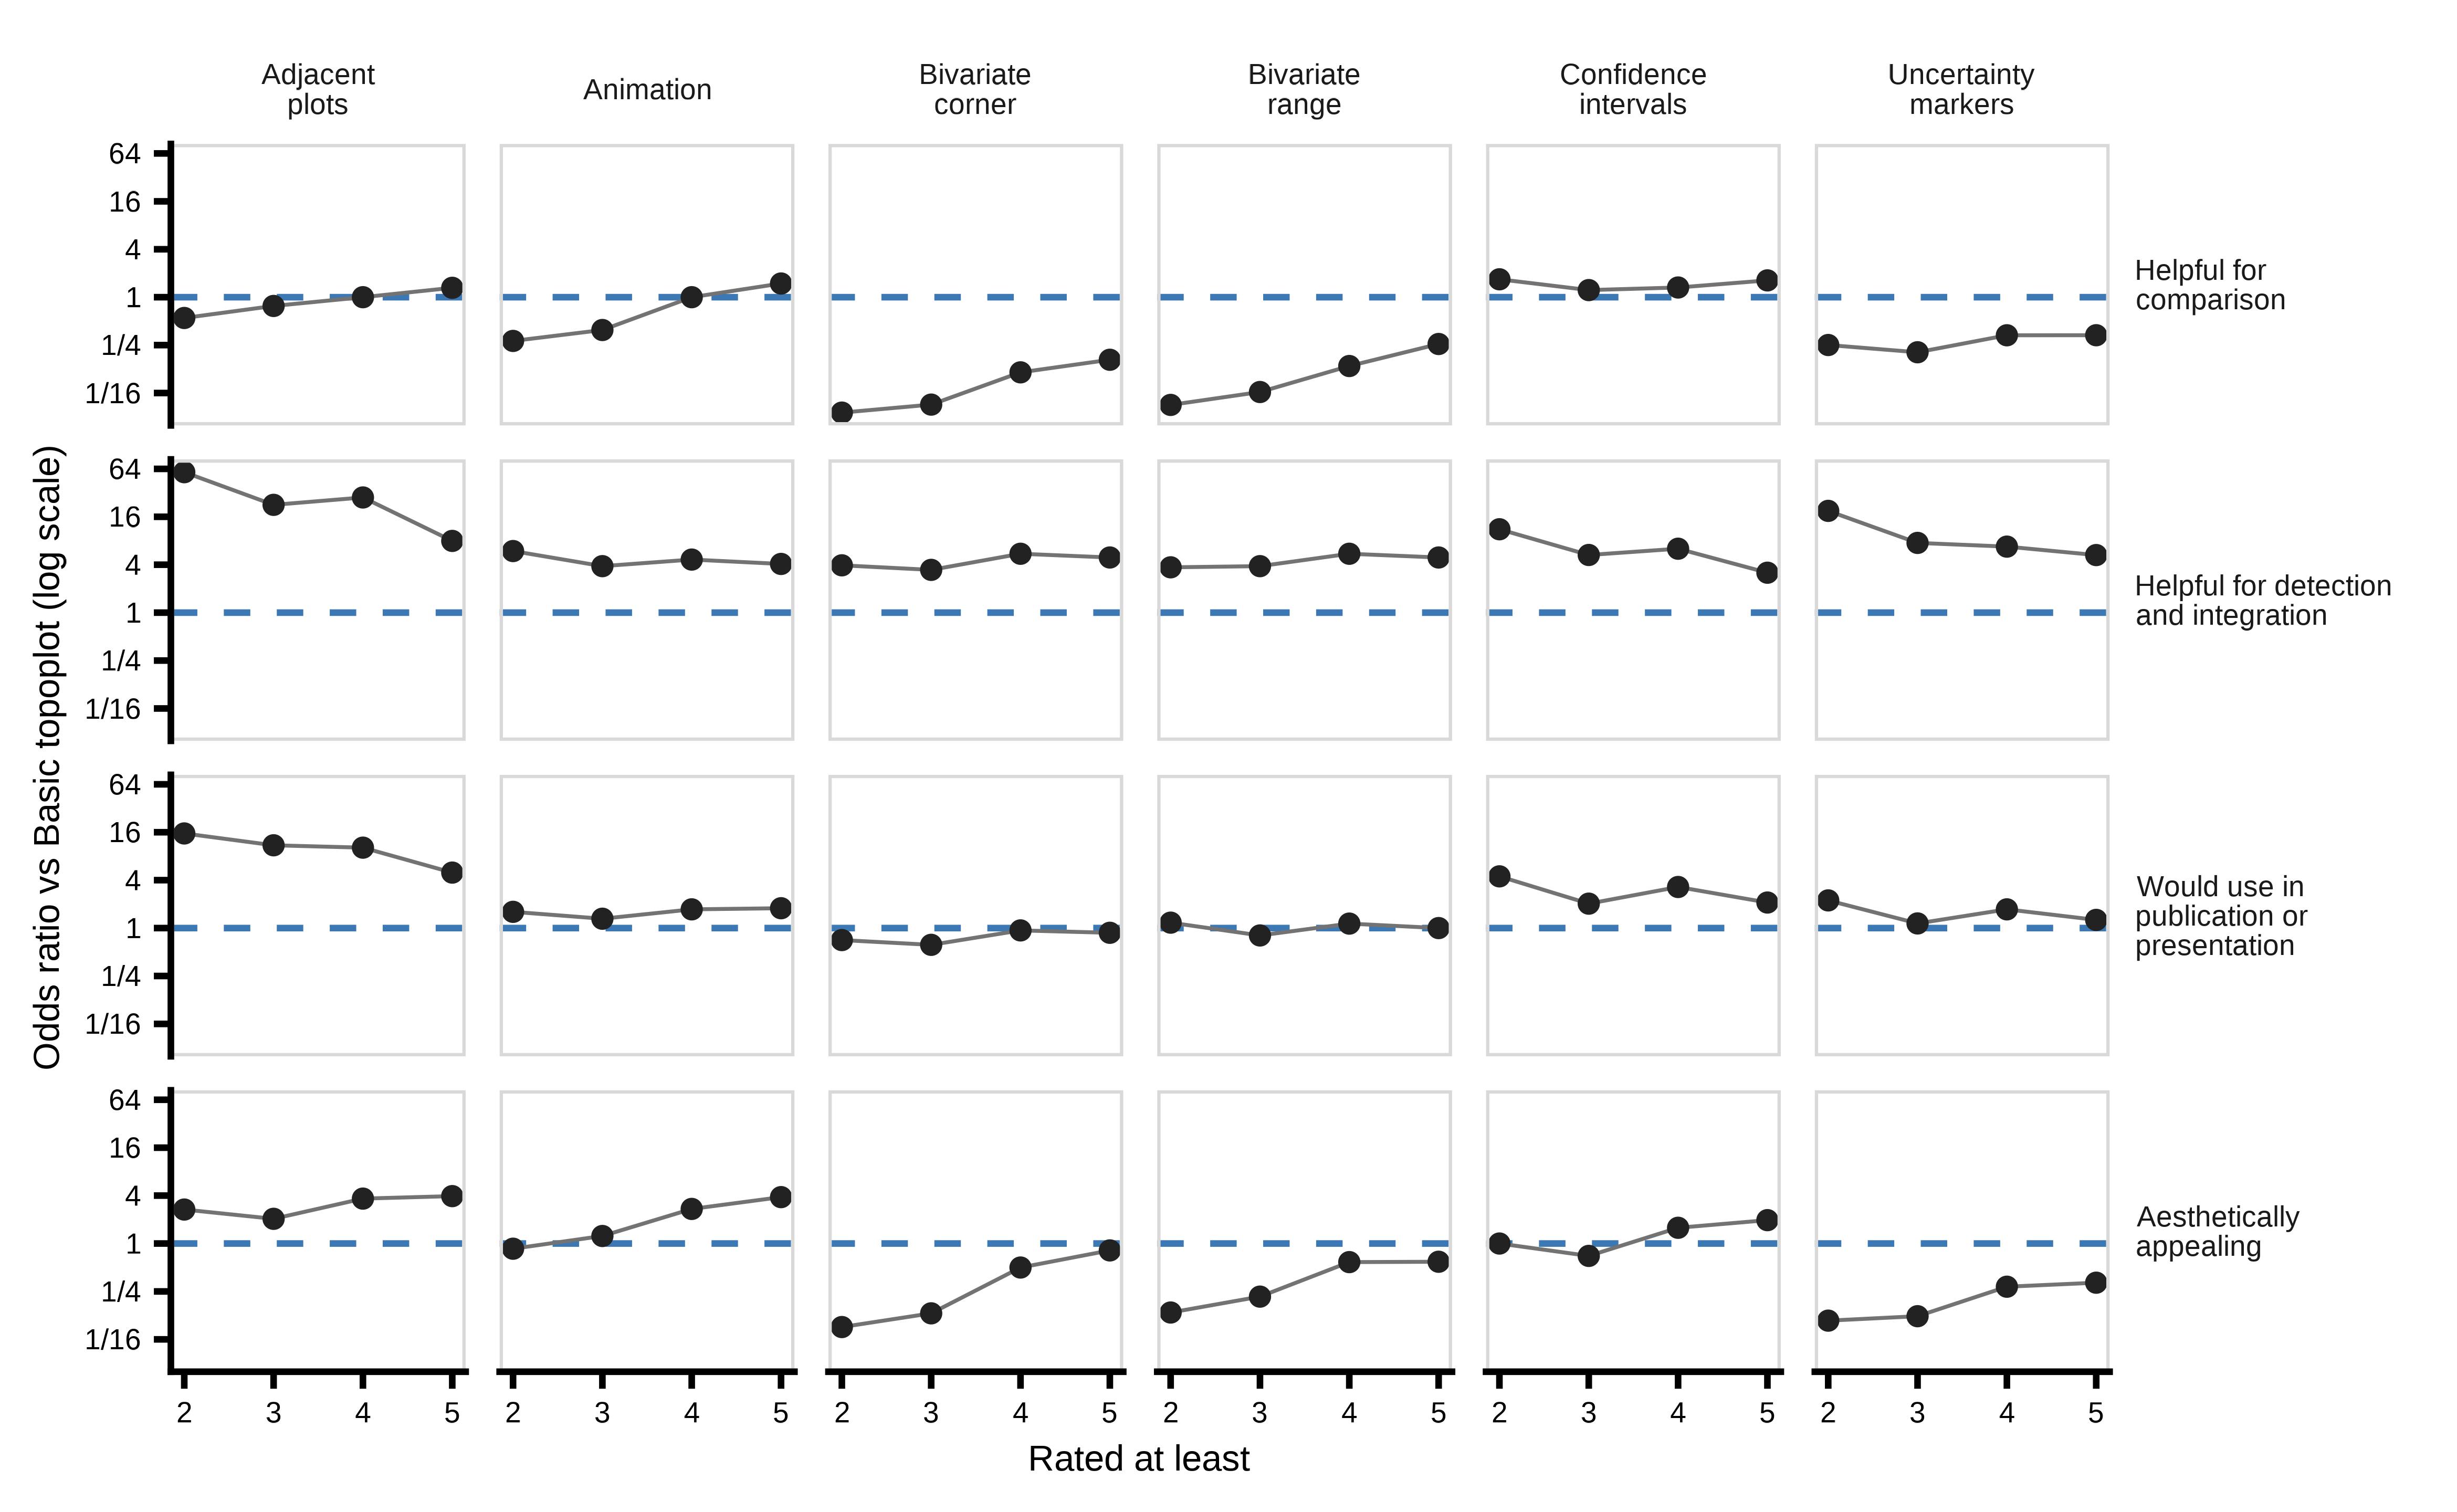 Adjacent
plots
Animation
Bivariate
corner
Bivariate
range
Confidence
intervals
Uncertainty
markers
Odds ratio vs Basic topoplot (log scale)
64
16
4
1
1/4
1/16
Helpful for
comparison
64
16
4
1
1/4
1/16
Helpful for detection
and integration
64
16
4
1
1/4
1/16
Would use in
publication or
presentation
64
16
4
1
1/4
1/16
Aesthetically
appealing
2 3 4 5 2 3 4 5 2 3 4 5 2 3 4 5 2 3 4 5 2 3 4 5
Rated at least